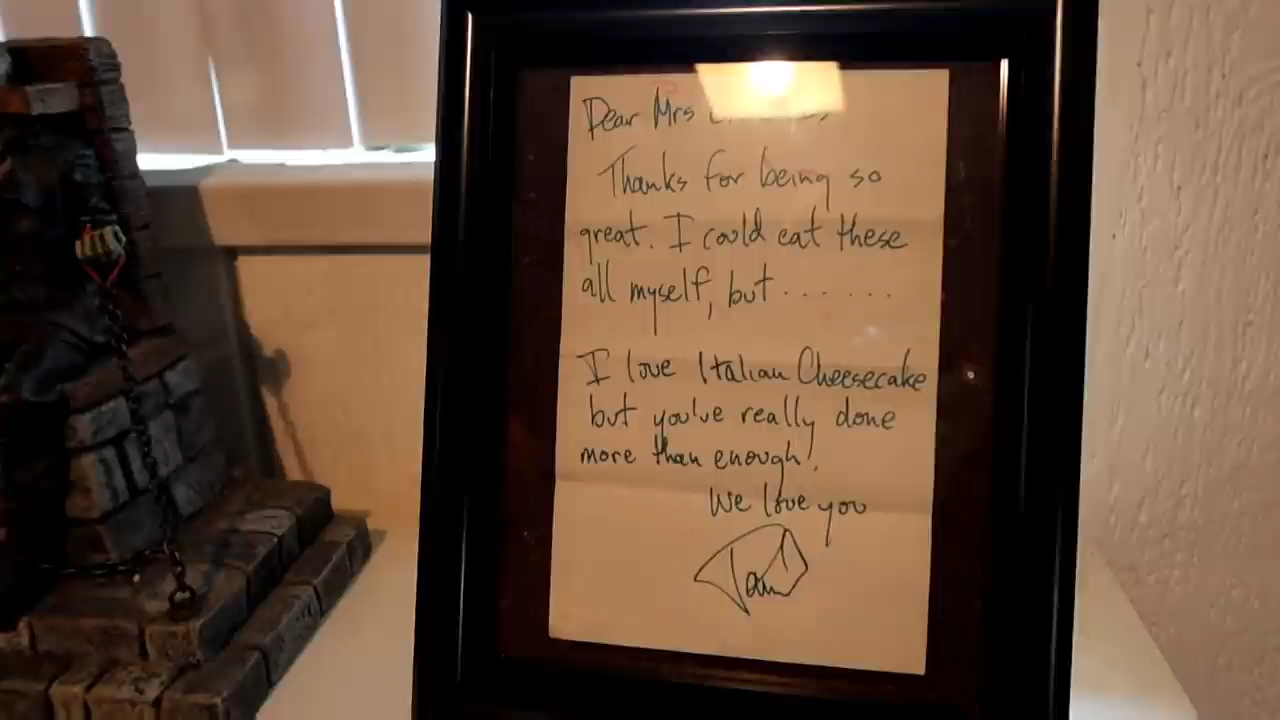 Dear Mrs
Thanks for being so
great. I could eat these
all myself, but.......
I love Italian Cheesecake
but you've really done
more than enough!
We love you